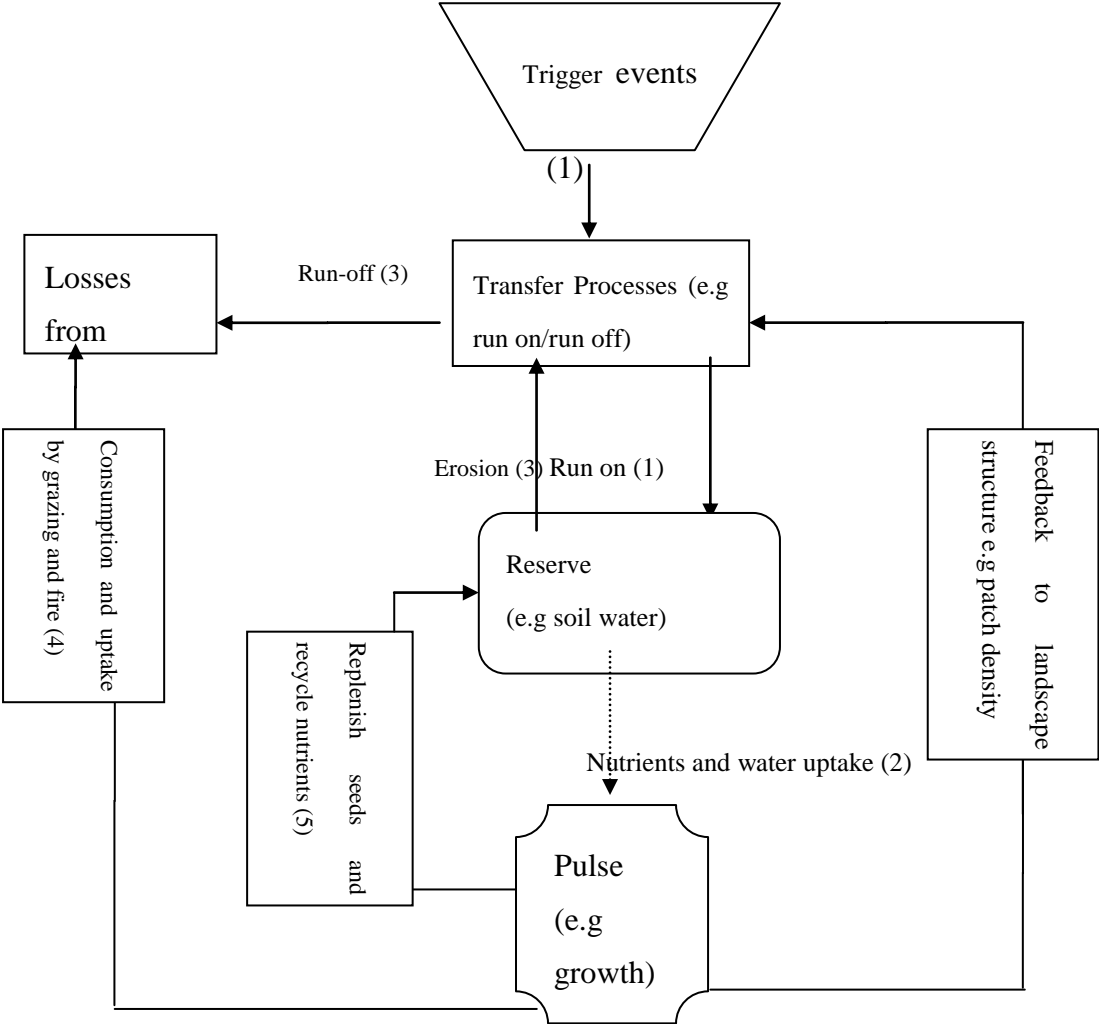 Trigger events
(1)
Losses
from
Run-off (3)
Transfer Processes (e.g
run on/run off)
Consumption and uptake
by grazing and fire (4)
Erosion (3)
Run on (1)
Feedback to landscape
structure e.g patch density
Reserve
(e.g soil water)
Replenish seeds and
recycle nutrients (5)
Nutrients and water uptake (2)
Pulse
(e.g
growth)